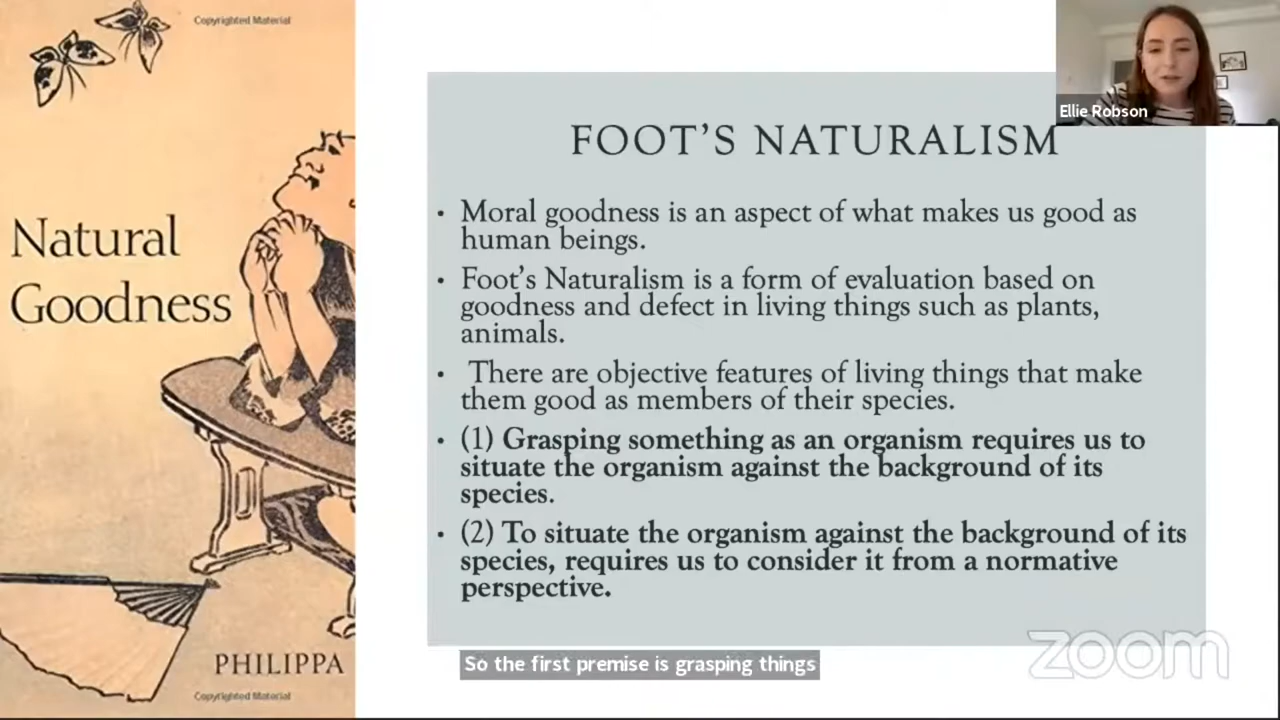 Copyrighted Material
Natural
Goodness
PHILIPPA
Copyrighted Material
Ellie Robson
FOOT'S NATURALISM
• Moral goodness is an aspect of what makes us good as
human beings.
• Foot's Naturalism is a form of evaluation based on
goodness and defect in living things such as plants,
animals.
• There are objective features of living things that make
them good as members of their species.
• (1) Grasping something as an organism requires us to
situate the organism against the background of its
species.
• (2) To situate the organism against the background of its
species, requires us to consider it from a normative
perspective.
zoom
So the first premise is grasping things